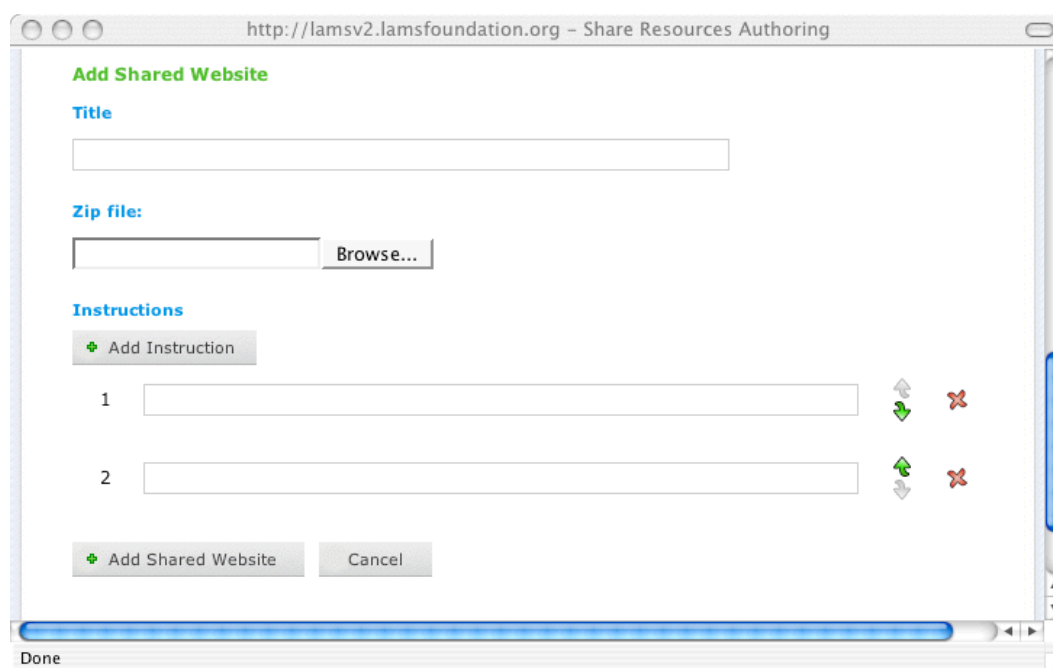 http://lamsv2.lamsfoundation.org – Share Resources Authoring
Add Shared Website
Title
Zip file:
Browse...
Instructions
Add Instruction
1
2
Add Shared Website Cancel
Done